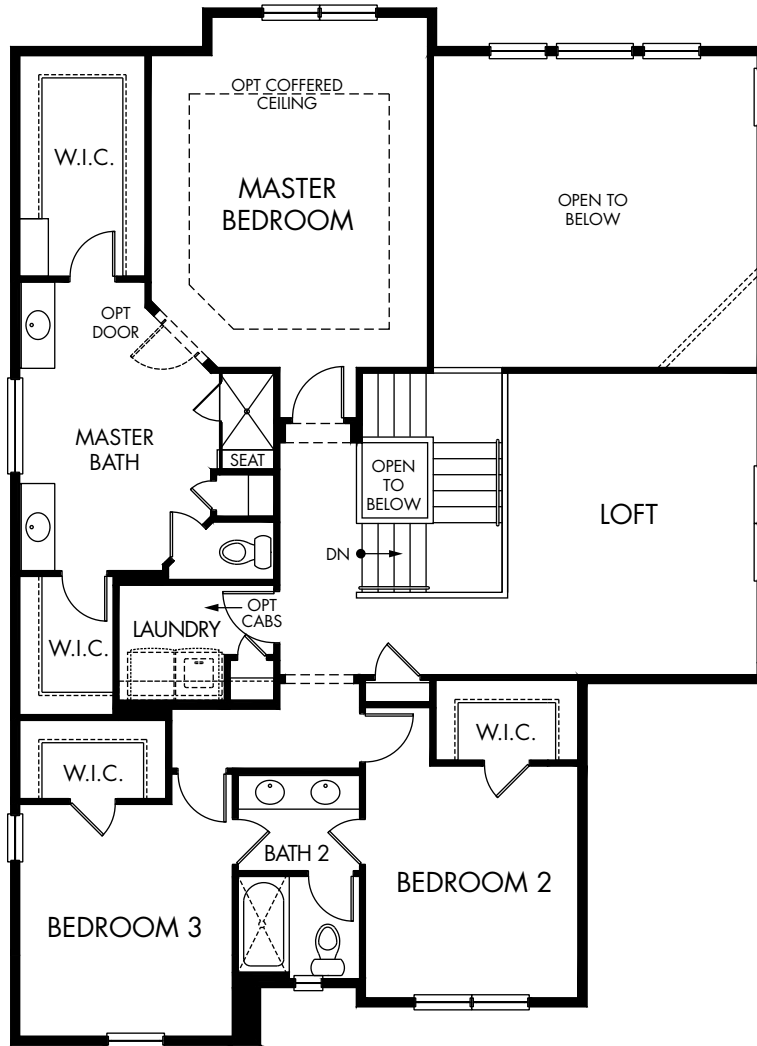 OPT COFFERED
CEILING
W.I.C.
MASTER
BEDROOM
OPEN TO
BELOW
OPT
DOOR
MASTER
BATH
SEAT
OPEN
TO
BELOW
LOFT
DN
OPT
CABS
LAUNDRY
W.I.C.
W.I.C.
W.I.C.
BATH 2
BEDROOM 2
BEDROOM 3